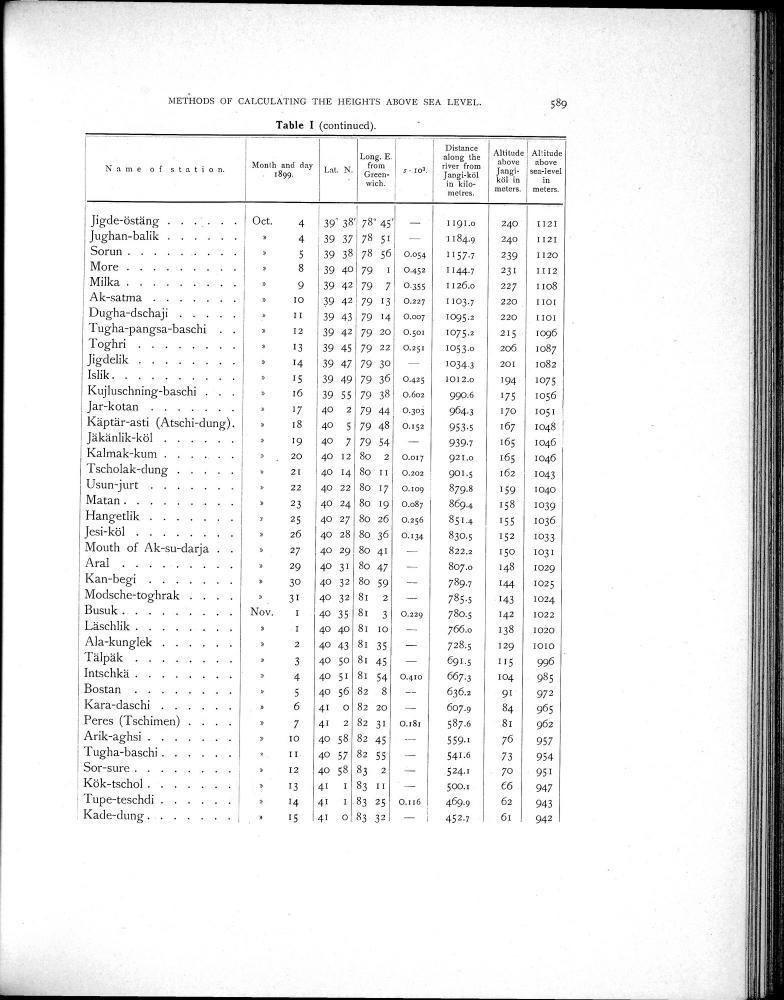 METHODS OF CALCULATING THE HEIGHTS ABOVE SEA LEVEL. 589
Table I (continued).
Name of station. Month and day 1899. Lat. N. Long. E. from Greenwich. s · 10³. Distance along the river from Jangi-köl in kilometres. Altitude above Jangi-köl in meters. Altitude above sea-level in meters.
Jigde-östäng . . . . . . Oct. 4 39° 38' 78° 45' — 1191.0 240 1121
Jughan-balik . . . . . . » 4 39 37 78 51 — 1184.9 240 1121
Sorun . . . . . . . . » 5 39 38 78 56 0.054 1157.7 239 1120
More . . . . . . . . » 8 39 40 79 1 0.452 1144.7 231 1112
Milka . . . . . . . . » 9 39 42 79 7 0.355 1126.0 227 1108
Ak-satma . . . . . . . » 10 39 42 79 13 0.227 1103.7 220 1101
Dugha-dschaji . . . . . » 11 39 43 79 14 0.007 1095.2 220 1101
Tugha-pangsa-baschi . . » 12 39 42 79 20 0.501 1075.2 215 1096
Toghri . . . . . . . . » 13 39 45 79 22 0.251 1053.0 206 1087
Jigdelik . . . . . . . » 14 39 47 79 30 — 1034.3 201 1082
Islik . . . . . . . . . » 15 39 49 79 36 0.425 1012.0 194 1075
Kujluschning-baschi . . . » 16 39 55 79 38 0.602 990.6 175 1056
Jar-kotan . . . . . . . » 17 40 2 79 44 0.303 964.3 170 1051
Käptär-asti (Atschi-dung). » 18 40 5 79 48 0.152 953.5 167 1048
Jäkänlik-köl . . . . . . » 19 40 7 79 54 — 939.7 165 1046
Kalmak-kum . . . . . . » 20 40 12 80 2 0.017 921.0 165 1046
Tscholak-dung . . . . . » 21 40 14 80 11 0.202 901.5 162 1043
Usun-jurt . . . . . . . » 22 40 22 80 17 0.109 879.8 159 1040
Matan . . . . . . . . » 23 40 24 80 19 0.087 869.4 158 1039
Hangetlik . . . . . . . » 25 40 27 80 26 0.256 851.4 155 1036
Jesi-köl . . . . . . . » 26 40 28 80 36 0.134 830.5 152 1033
Mouth of Ak-su-darja . . » 27 40 29 80 41 — 822.2 150 1031
Aral . . . . . . . . » 29 40 31 80 47 — 807.0 148 1029
Kan-begi . . . . . . . » 30 40 32 80 59 — 789.7 144 1025
Modsche-toghrak . . . . » 31 40 32 81 2 — 785.5 143 1024
Busuk . . . . . . . . Nov. 1 40 35 81 3 0.229 780.5 142 1022
Läschlik . . . . . . . . » 1 40 40 81 10 — 766.0 138 1020
Ala-kunglek . . . . . . » 2 40 43 81 35 — 728.5 129 1010
Tälpäk . . . . . . . . » 3 40 50 81 45 — 691.5 115 996
Intschkä . . . . . . . . » 4 40 51 81 54 0.410 667.3 104 985
Bostan . . . . . . . . » 5 40 56 82 8 — 636.2 91 972
Kara-daschi . . . . . . » 6 41 0 82 20 — 607.9 84 965
Peres (Tschimen) . . . . » 7 41 2 82 31 0.181 587.6 81 962
Arik-aghsi . . . . . . . » 10 40 58 82 45 — 559.1 76 957
Tugha-baschi . . . . . . » 11 40 57 82 55 — 541.6 73 954
Sor-sure . . . . . . . . » 12 40 58 83 2 — 524.1 70 951
Kök-tschol . . . . . . . » 13 41 1 83 11 — 500.1 66 947
Tupe-teschdi . . . . . . » 14 41 1 83 25 0.116 469.9 62 943
Kade-dung . . . . . . . » 15 41 0 83 32 — 452.7 61 942